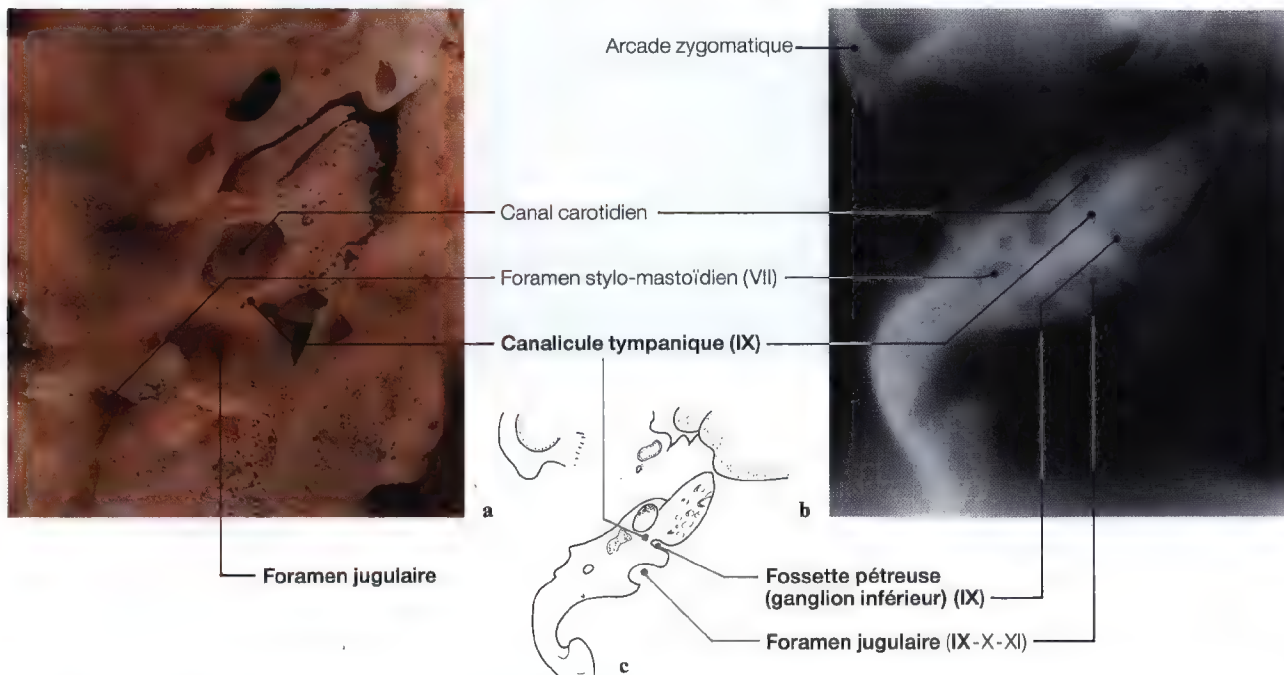 Arcade zygomatique
Canal carotidien
Foramen stylo-mastoïdien (VII)
Canalicule tympanique (IX)
a
b
Foramen jugulaire
Fossette pétreuse
(ganglion inférieur) (IX)
Foramen jugulaire (IX-X-XI)
c